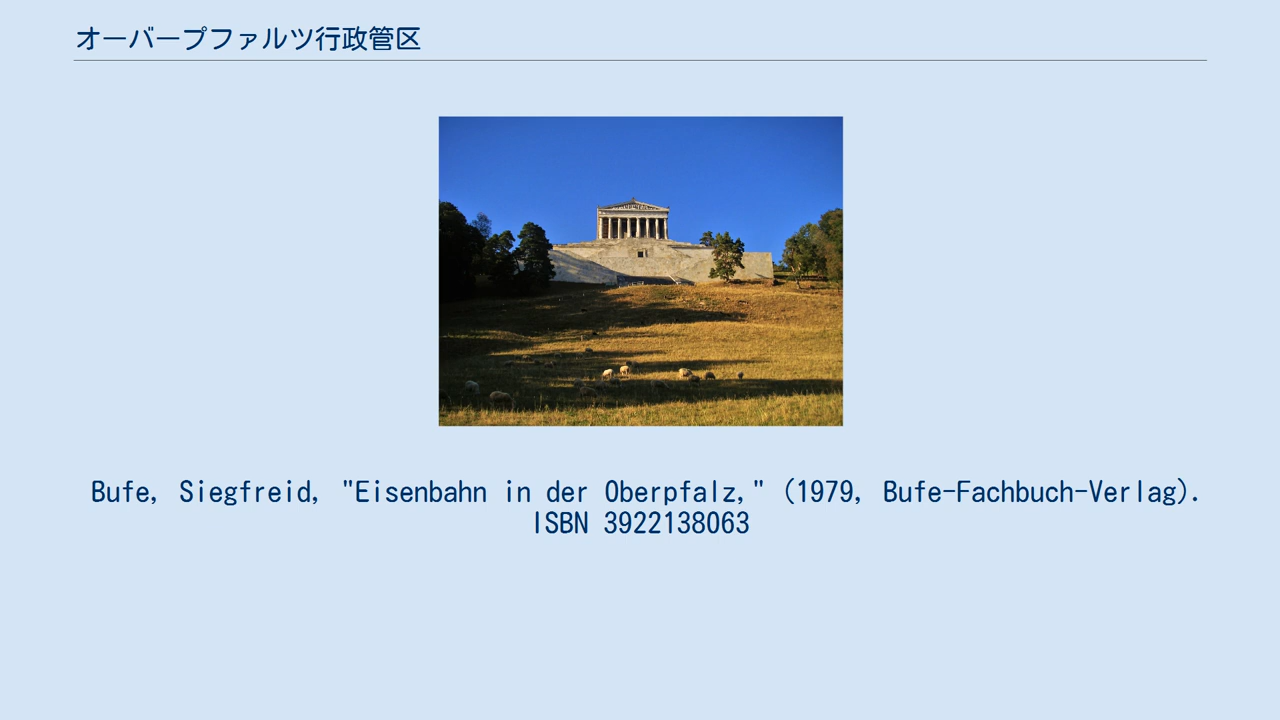 オーバープファルツ行政管区
Bufe, Siegfreid, "Eisenbahn in der Oberpfalz," (1979, Bufe-Fachbuch-Verlag).
ISBN 3922138063